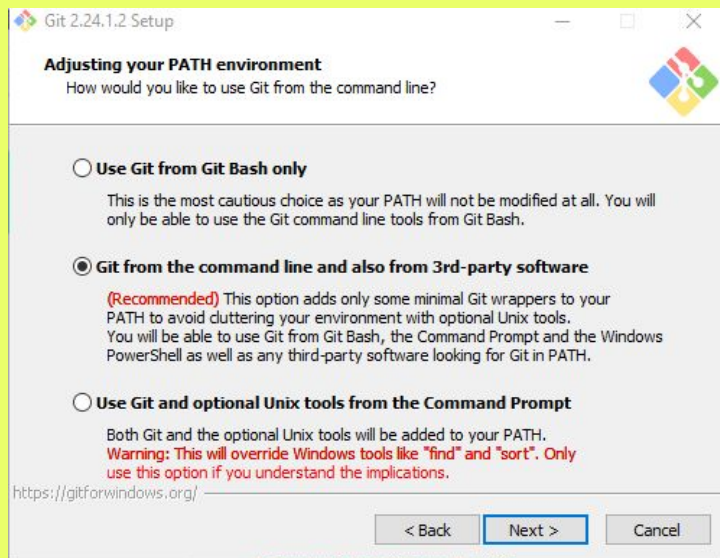 Git 2.24.1.2 Setup
Adjusting your PATH environment
How would you like to use Git from the command line?
Use Git from Git Bash only
This is the most cautious choice as your PATH will not be modified at all. You will
only be able to use the Git command line tools from Git Bash.
Git from the command line and also from 3rd-party software
(Recommended) This option adds only some minimal Git wrappers to your
PATH to avoid cluttering your environment with optional Unix tools.
You will be able to use Git from Git Bash, the Command Prompt and the Windows
PowerShell as well as any third-party software looking for Git in PATH.
Use Git and optional Unix tools from the Command Prompt
Both Git and the optional Unix tools will be added to your PATH.
Warning: This will override Windows tools like "find" and "sort". Only
use this option if you understand the implications.
https://gitforwindows.org/
< Back Next > Cancel